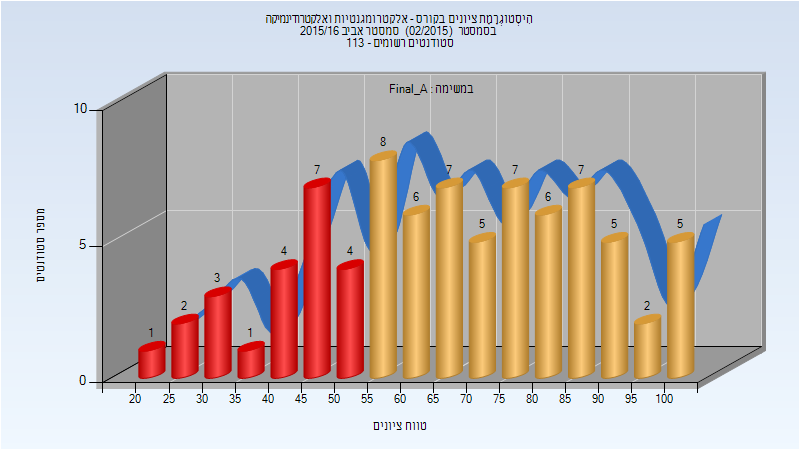 היסטוגרמת ציונים בקורס - אלקטרומגנטיות ואלקטרודינמיקה
בסמסטר (02/2015) סמסטר אביב 2015/16
סטודנטים רשומים - 113
במשימה : Final_A
מספר סטודנטים
10
5
0
1
2
3
1
4
7
4
8
6
7
5
7
6
7
5
2
5
20 25 30 35 40 45 50 55 60 65 70 75 80 85 90 95 100
טווח ציונים